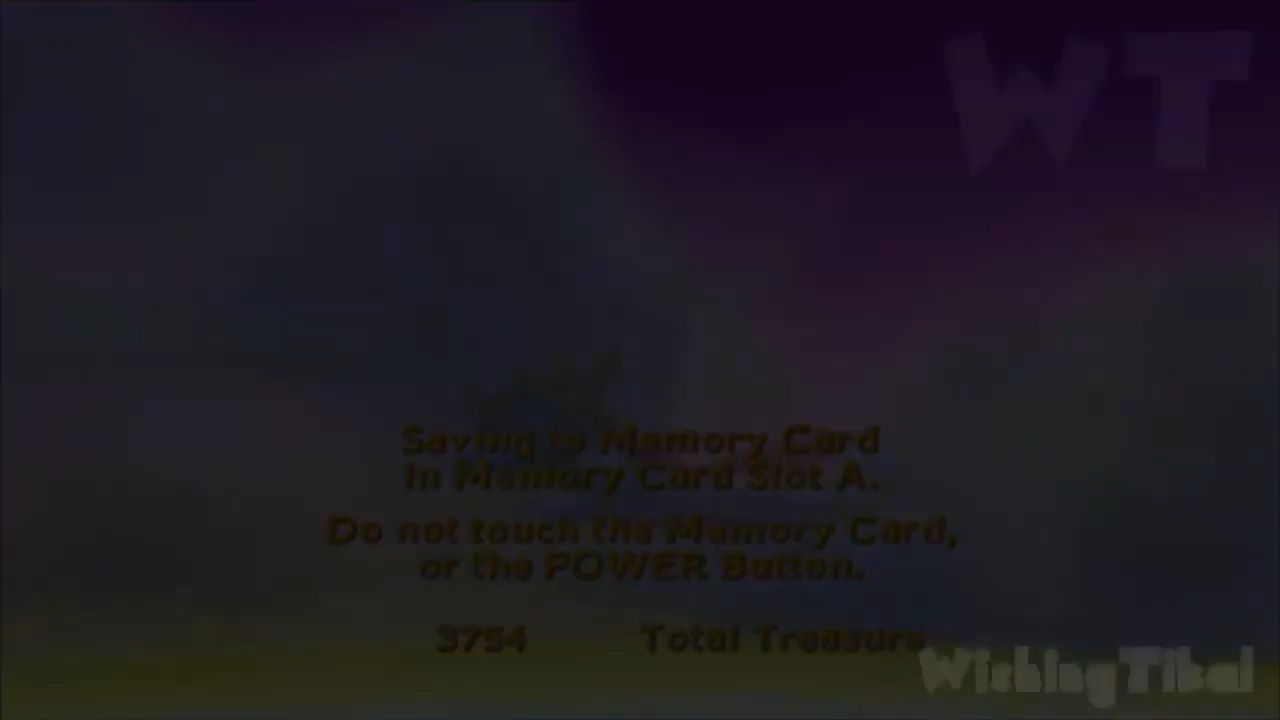 WT
Saving to Memory Card
in Memory Card Slot A.
Do not touch the Memory Card,
or the POWER Button.
3754 Total Treasure
WishingTikal